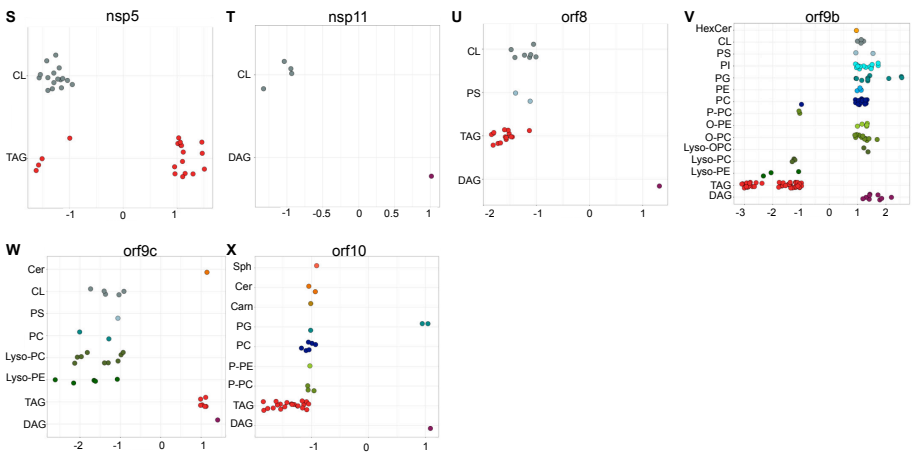 S nsp5
CL
TAG
-1 0 1
T nsp11
CL
DAG
-1 -0.5 0 0.5 1
U orf8
CL
PS
TAG
DAG
-2 -1 0 1
V orf9b
HexCer
CL
PS
PI
PG
PE
PC
P-PC
O-PE
O-PC
Lyso-OPC
Lyso-PC
Lyso-PE
TAG
DAG
-3 -2 -1 0 1 2
W orf9c
Cer
CL
PS
PC
Lyso-PC
Lyso-PE
TAG
DAG
-2 -1 0 1
X orf10
Sph
Cer
Carn
PG
PC
P-PE
P-PC
TAG
DAG
-1 0 1